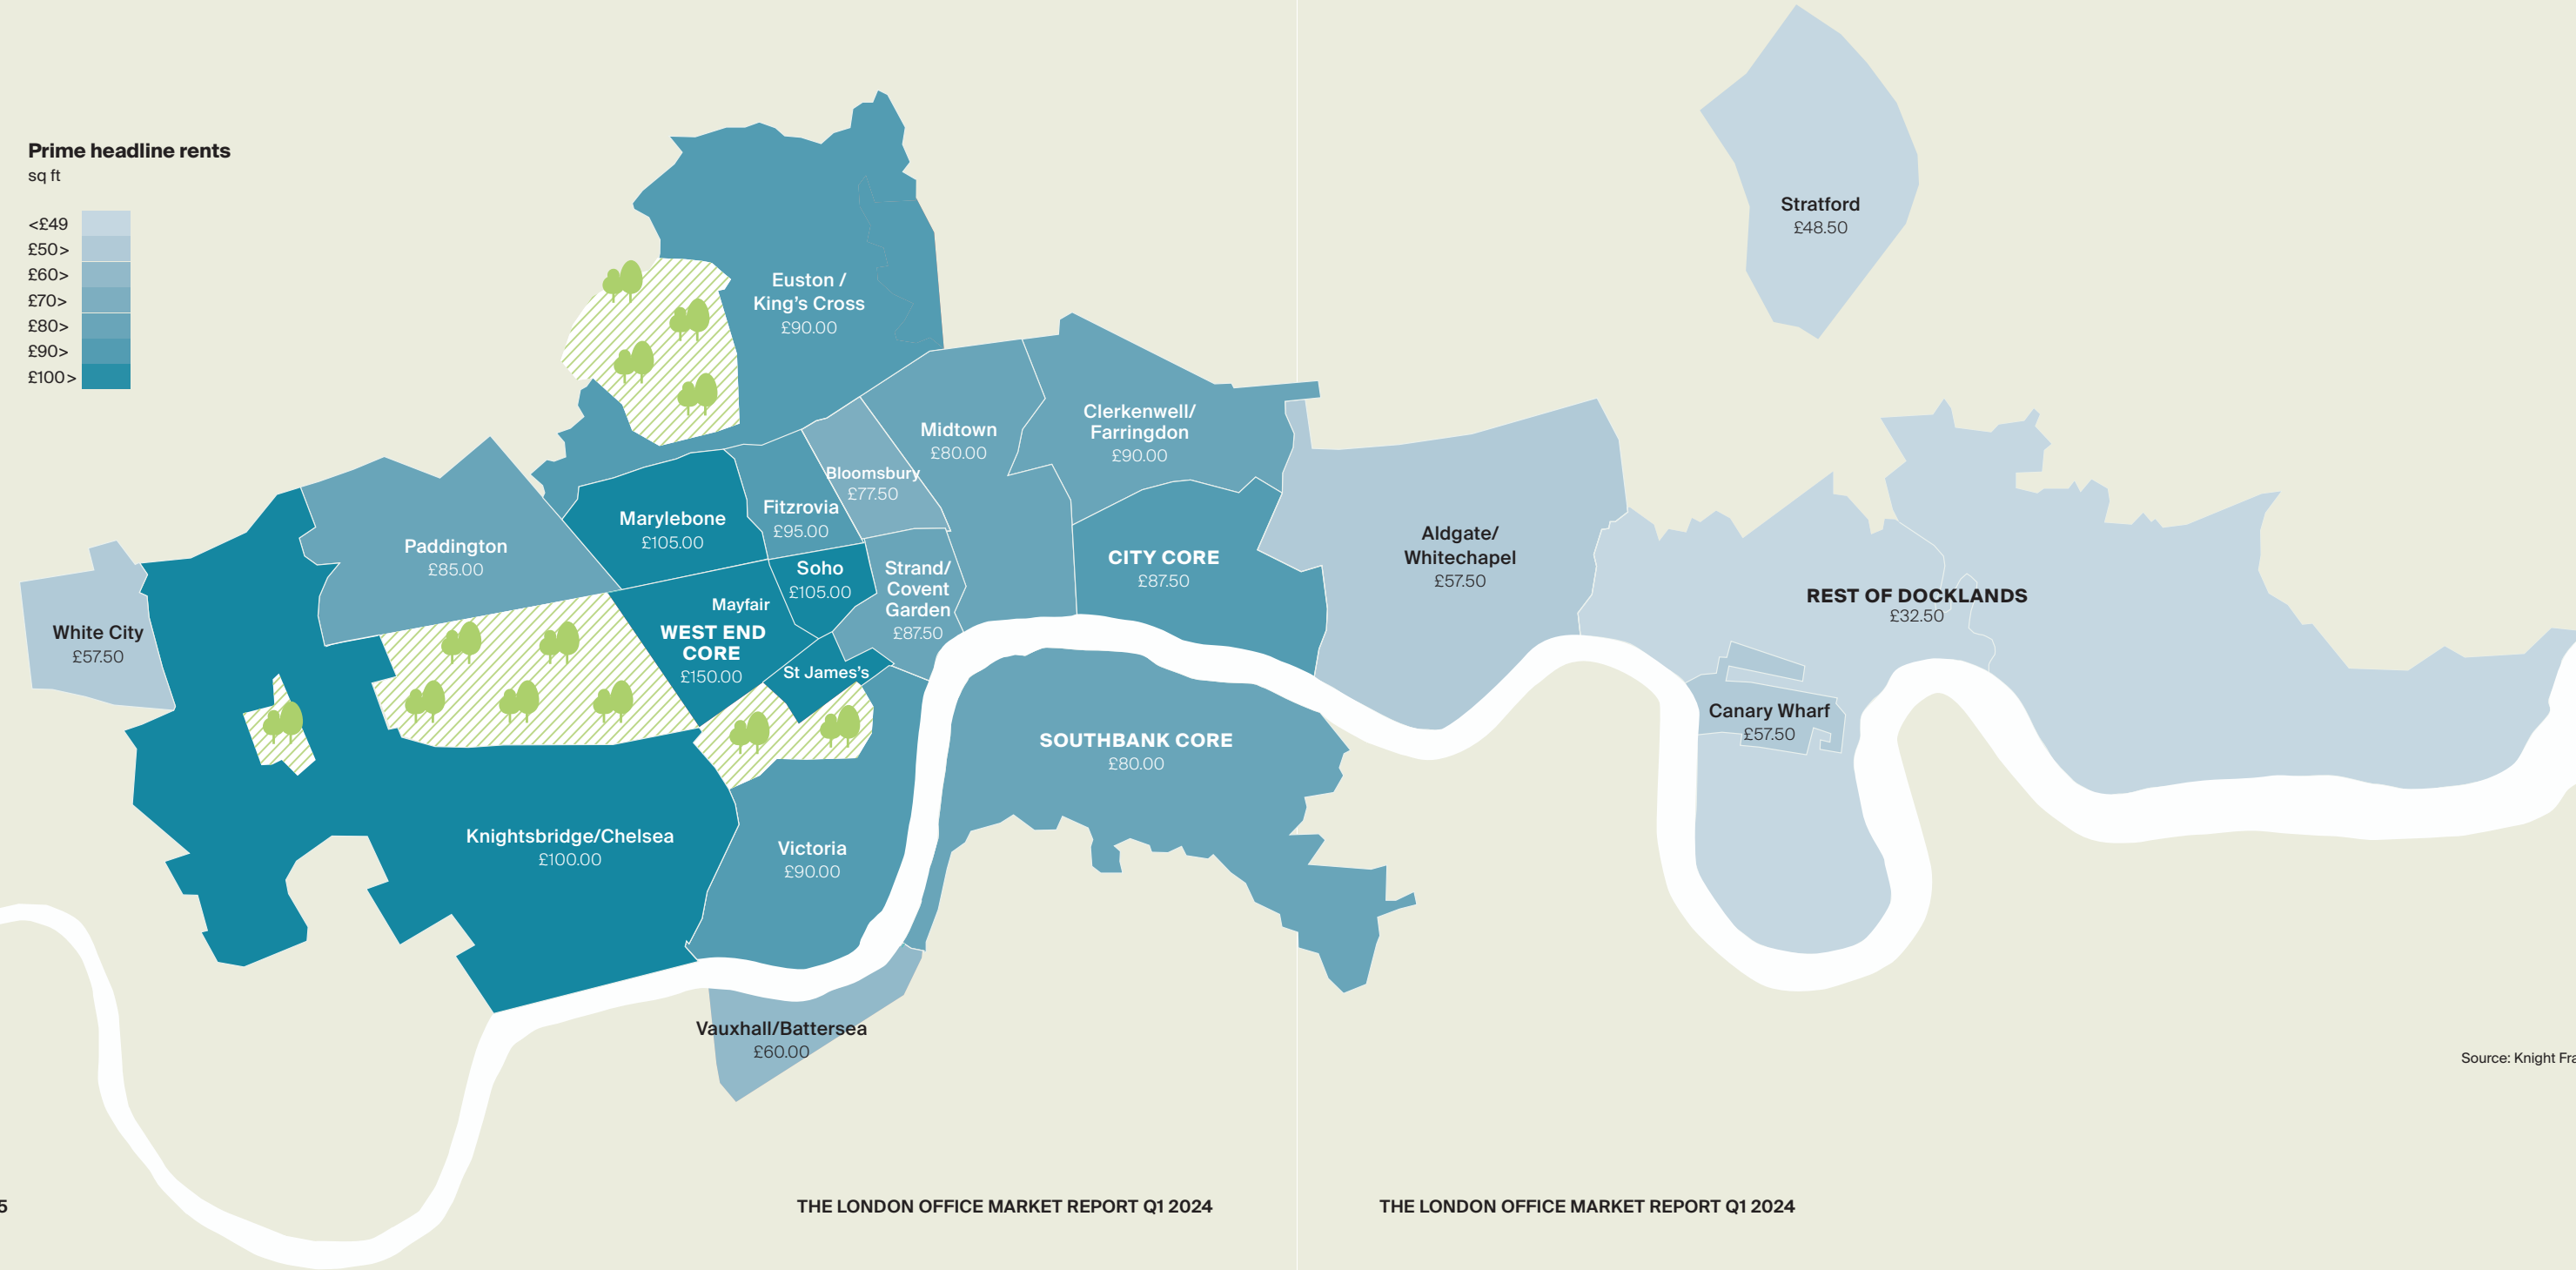 Prime headline rents
sq ft
<£49
£50>
£60>
£70>
£80>
£90>
£100>
Stratford
£48.50
Euston /
King's Cross
£90.00
Midtown
£80.00
Clerkenwell/
Farringdon
£90.00
Bloomsbury
£77.50
Fitzrovia
£95.00
Marylebone
£105.00
Paddington
£85.00
White City
£57.50
Soho
£105.00
Strand/
Covent
Garden
£87.50
Mayfair
WEST END
CORE
£150.00
St James's
CITY CORE
£87.50
Aldgate/
Whitechapel
£57.50
REST OF DOCKLANDS
£32.50
Canary Wharf
£57.50
SOUTHBANK CORE
£80.00
Knightsbridge/Chelsea
£100.00
Victoria
£90.00
Vauxhall/Battersea
£60.00
Source: Knight Fra
5
THE LONDON OFFICE MARKET REPORT Q1 2024
THE LONDON OFFICE MARKET REPORT Q1 2024